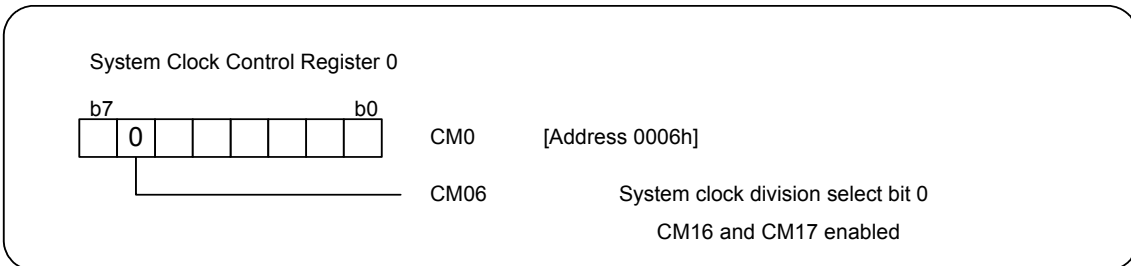 System Clock Control Register 0
b7 b0
0 CM0 [Address 0006h]
CM06 System clock division select bit 0
CM16 and CM17 enabled